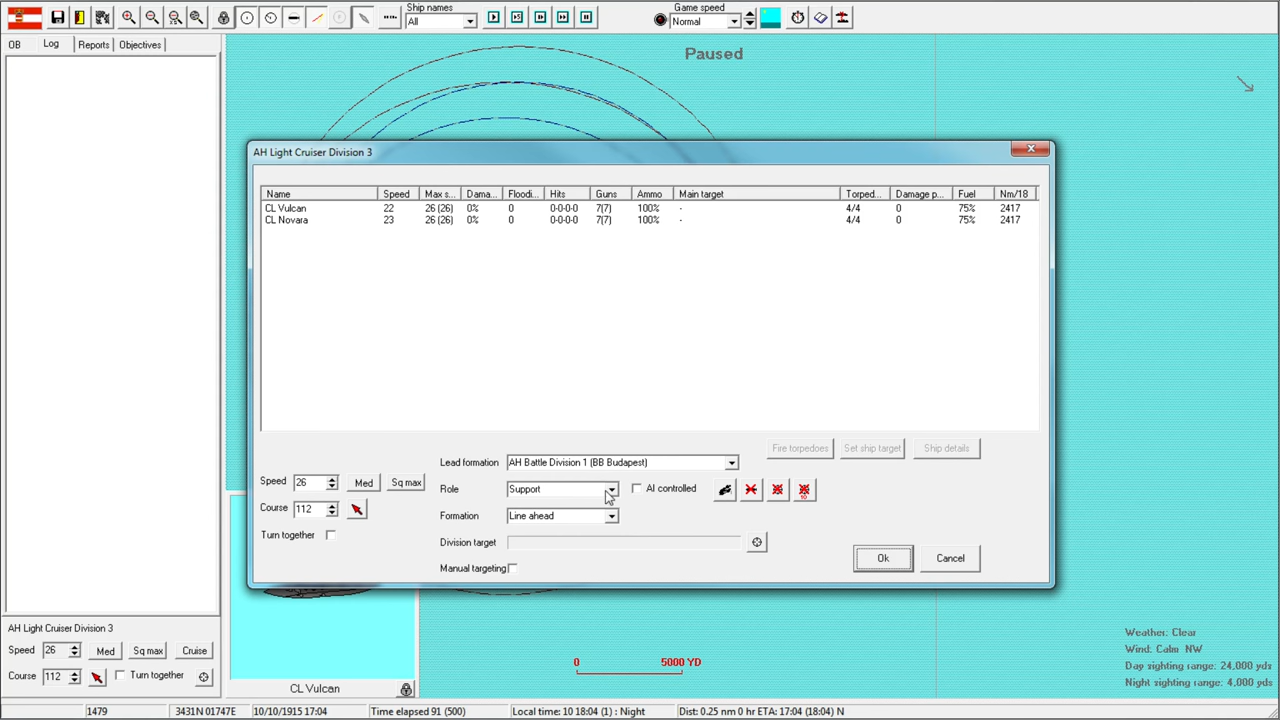 Ship names
All
Game speed
Normal
OB Log Reports Objectives
Paused
AH Light Cruiser Division 3
Name Speed Max s... Dama... Floodi... Hits Guns Ammo Main target Torped... Damage p... Fuel Nm/18
CL Vulcan 22 26 (26) 0% 0 0-0-0-0 7(7) 100% - 4/4 0 75% 2417
CL Novara 23 26 (26) 0% 0 0-0-0-0 7(7) 100% - 4/4 0 75% 2417
Fire torpedoes Set ship target Ship details
Lead formation AH Battle Division 1 (BB Budapest)
Speed 26 Med Sq max
Role Support AI controlled
10
Course 112
Formation Line ahead
Turn together
Division target
Manual targeting
Ok Cancel
AH Light Cruiser Division 3
Speed 26 Med Sq max Cruise
Course 112 Turn together
CL Vulcan
0 5000 YD
Weather: Clear
Wind: Calm NW
Day sighting range: 24,000 yds
Night sighting range: 4,000 yds
1479 3431N 01747E 10/10/1915 17:04 Time elapsed 91 (500) Local time: 10 18:04 (1) : Night Dist: 0.25 nm 0 hr ETA: 17:04 (18:04) N